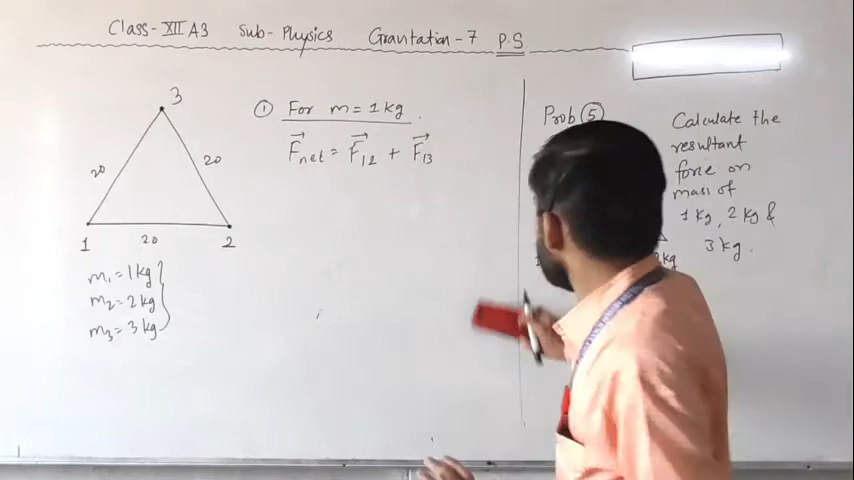 Class- XII A3 Sub- Physics Gravitation - 7 P.S
3
20
20
1
20
2
m₁ = 1kg
m₂ = 2kg
m₃ = 3kg
① For m = 1kg.
F⃗net = F⃗12 + F⃗13
Prob ⑤
Calculate the
resultant
force on
mass of
1kg, 2kg &
3kg.
kg